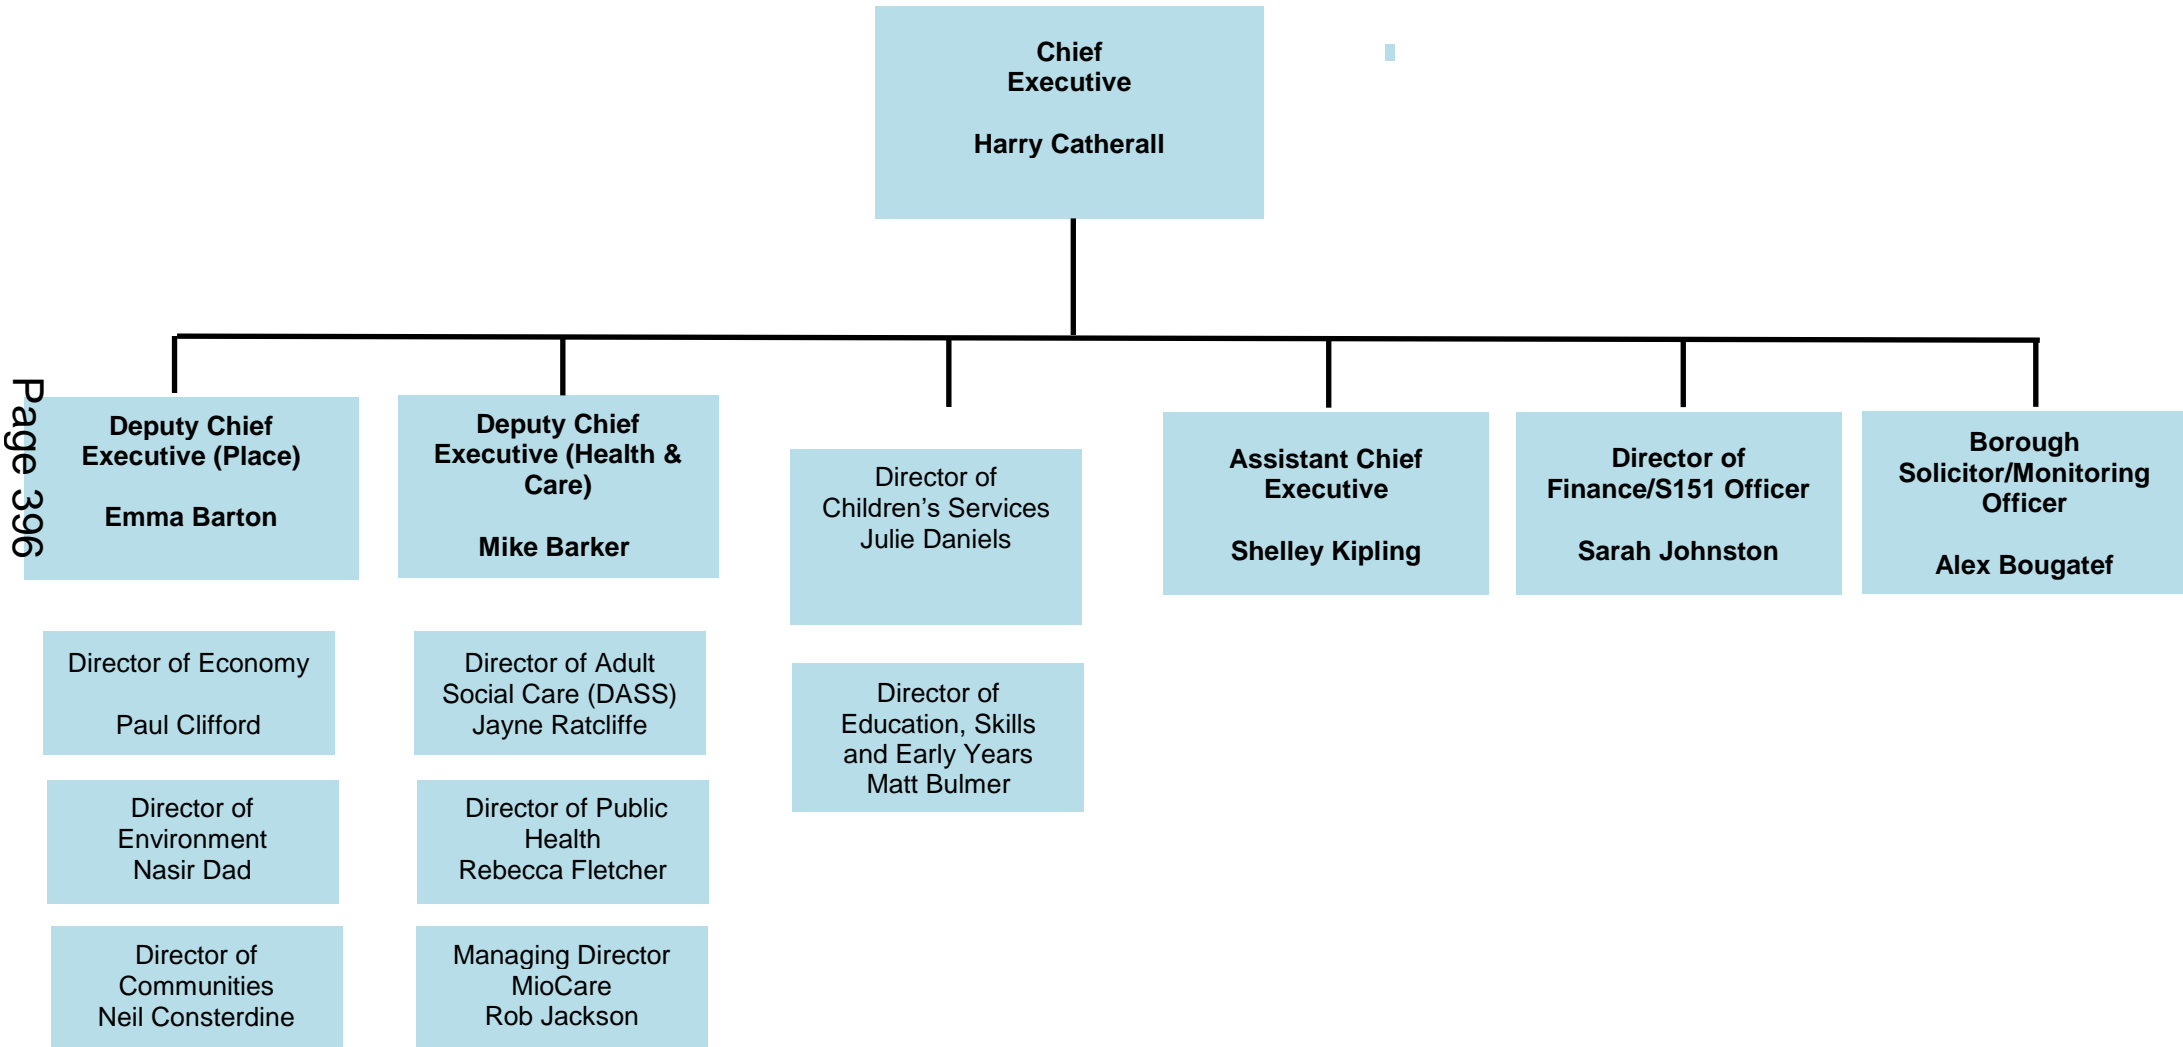 Chief
Executive
Harry Catherall
Page 396
Deputy Chief
Executive (Place)
Emma Barton
Deputy Chief
Executive (Health &
Care)
Mike Barker
Director of
Children’s Services
Julie Daniels
Assistant Chief
Executive
Shelley Kipling
Director of
Finance/S151 Officer
Sarah Johnston
Borough
Solicitor/Monitoring
Officer
Alex Bougatef
Director of Economy
Paul Clifford
Director of Adult
Social Care (DASS)
Jayne Ratcliffe
Director of
Education, Skills
and Early Years
Matt Bulmer
Director of
Environment
Nasir Dad
Director of Public
Health
Rebecca Fletcher
Director of
Communities
Neil Consterdine
Managing Director
MioCare
Rob Jackson